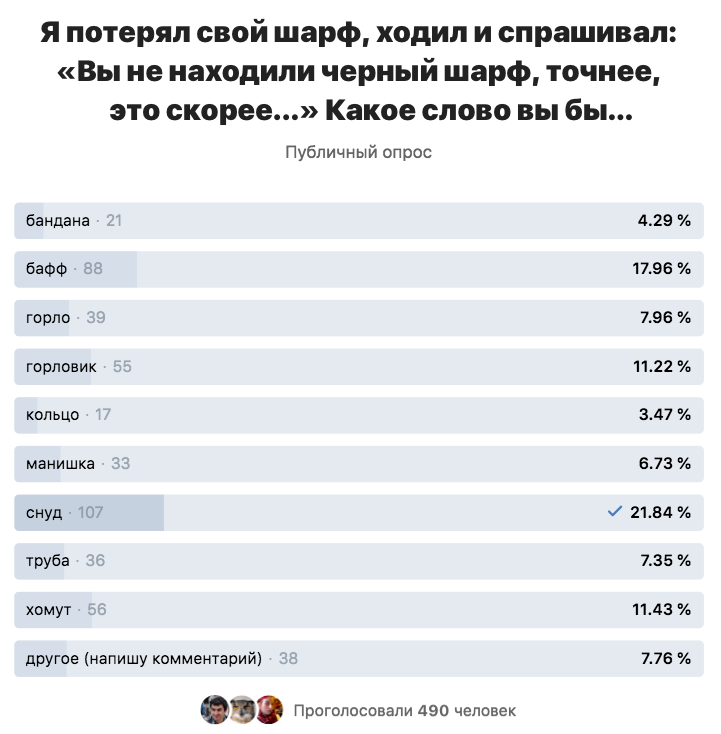 Я потерял свой шарф, ходил и спрашивал:
«Вы не находили черный шарф, точнее,
это скорее...» Какое слово вы бы...
Публичный опрос
бандана · 21 4.29 %
бафф · 88 17.96 %
горло · 39 7.96 %
горловик · 55 11.22 %
кольцо · 17 3.47 %
манишка · 33 6.73 %
снуд · 107 21.84 %
труба · 36 7.35 %
хомут · 56 11.43 %
другое (напишу комментарий) · 38 7.76 %
Проголосовали 490 человек